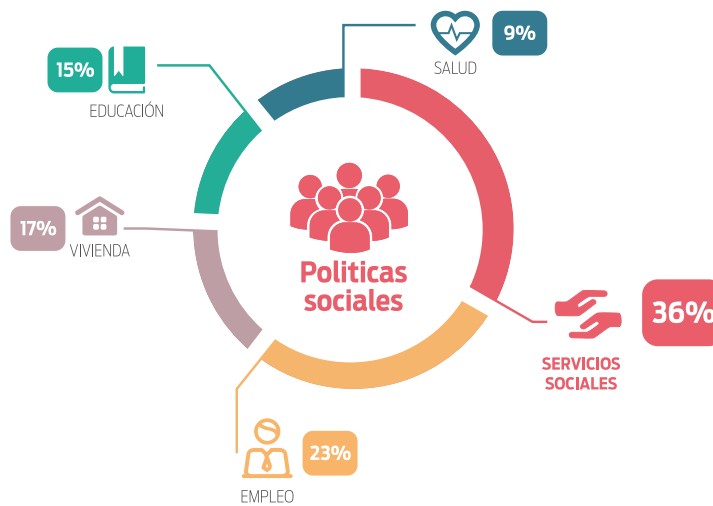 9%
SALUD
15%
EDUCACIÓN
17%
VIVIENDA
Politicas
sociales
36%
SERVICIOS
SOCIALES
23%
EMPLEO